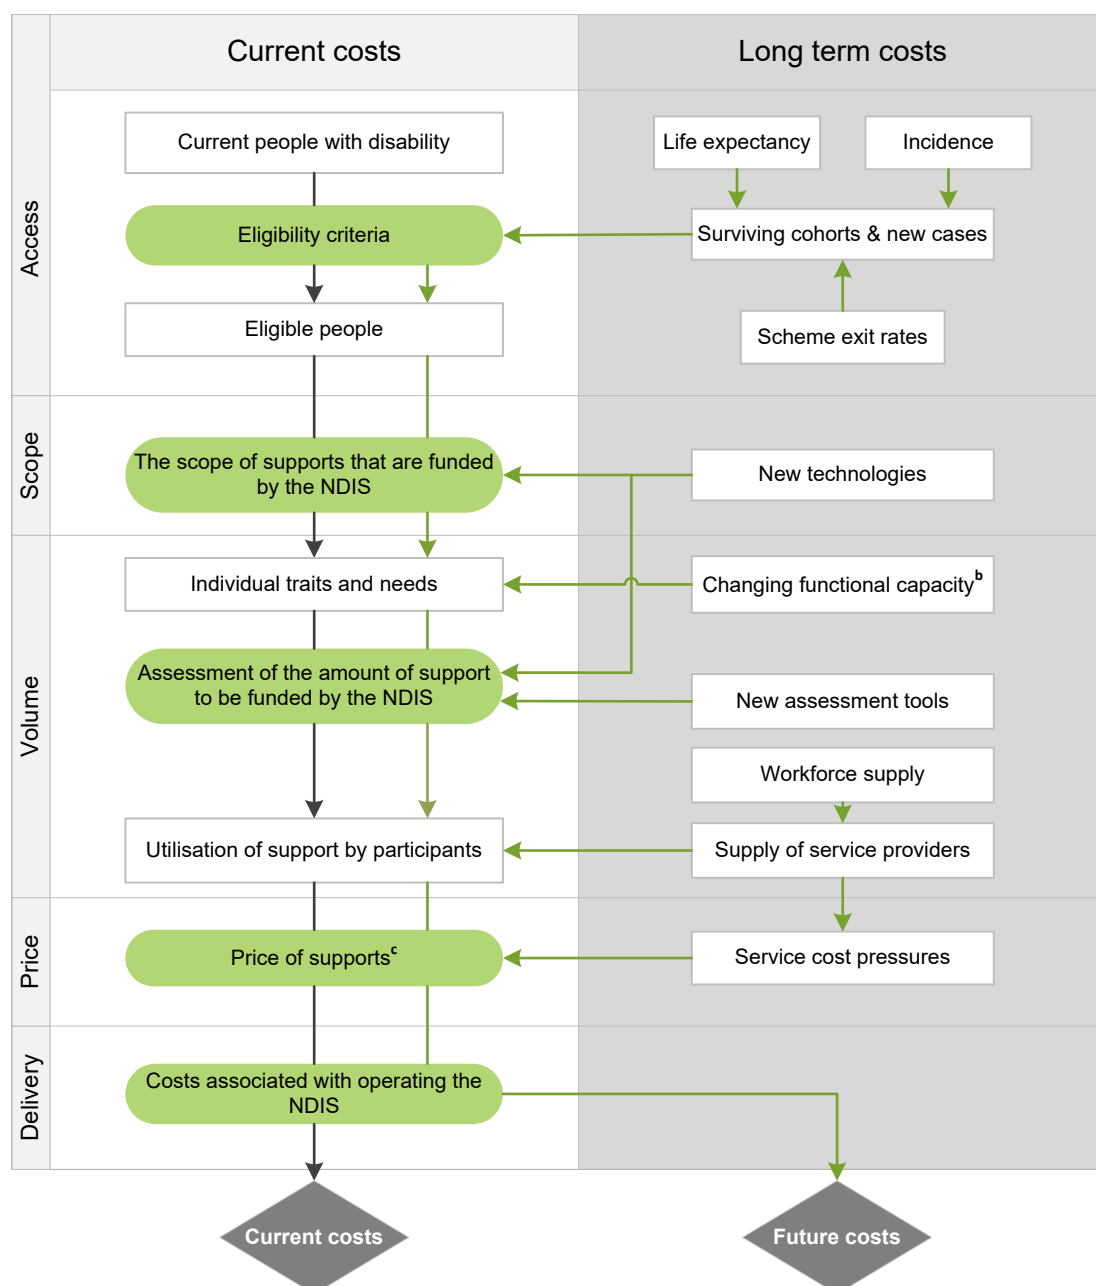 Current costs
Long term costs
Access
Current people with disability
Life expectancy
Incidence
Eligibility criteria
Surviving cohorts & new cases
Eligible people
Scheme exit rates
Scope
The scope of supports that are funded
by the NDIS
New technologies
Volume
Individual traits and needs
Changing functional capacityᵇ
Assessment of the amount of support
to be funded by the NDIS
New assessment tools
Workforce supply
Utilisation of support by participants
Supply of service providers
Price
Price of supportsᶜ
Service cost pressures
Delivery
Costs associated with operating the
NDIS
Current costs
Future costs